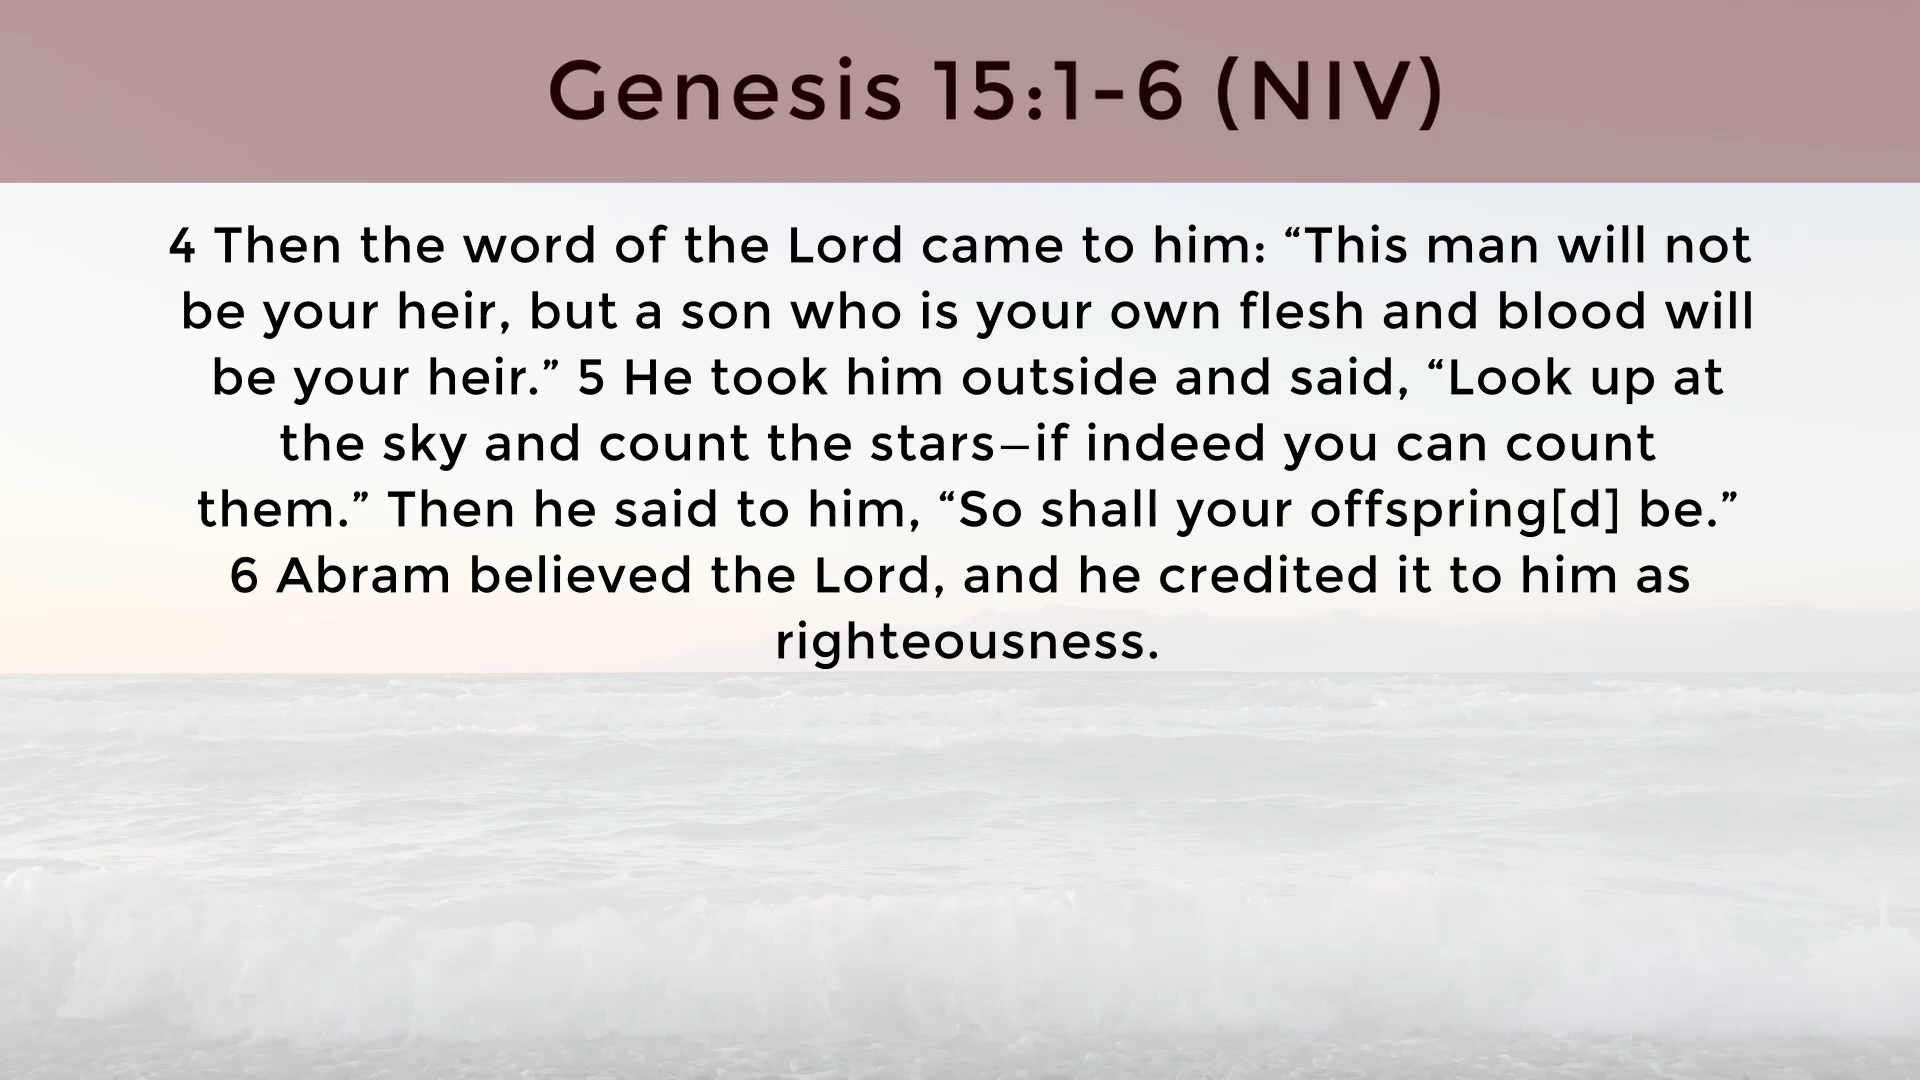 Genesis 15:1-6 (NIV)
4 Then the word of the Lord came to him: “This man will not
be your heir, but a son who is your own flesh and blood will
be your heir.” 5 He took him outside and said, “Look up at
the sky and count the stars—if indeed you can count
them.” Then he said to him, “So shall your offspring[d] be.”
6 Abram believed the Lord, and he credited it to him as
righteousness.